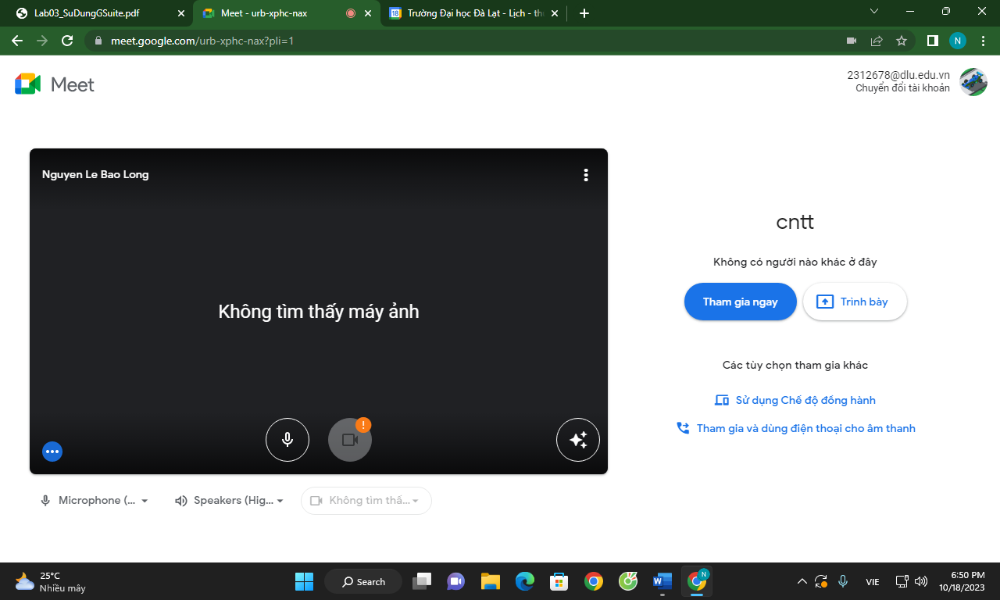 Lab03_SuDungGSuite.pdf
Meet - urb-xphc-nax
18
Trường Đại học Đà Lạt - Lịch - th
meet.google.com/urb-xphc-nax?pli=1
N
Meet
2312678@dlu.edu.vn
Chuyển đổi tài khoản
Nguyen Le Bao Long
Không tìm thấy máy ảnh
!
Microphone (...
Speakers (Hig...
Không tìm thấ...
cntt
Không có người nào khác ở đây
Tham gia ngay
Trình bày
Các tùy chọn tham gia khác
Sử dụng Chế độ đồng hành
Tham gia và dùng điện thoại cho âm thanh
25°C
Nhiều mây
Search
W
N
VIE
6:50 PM
10/18/2023